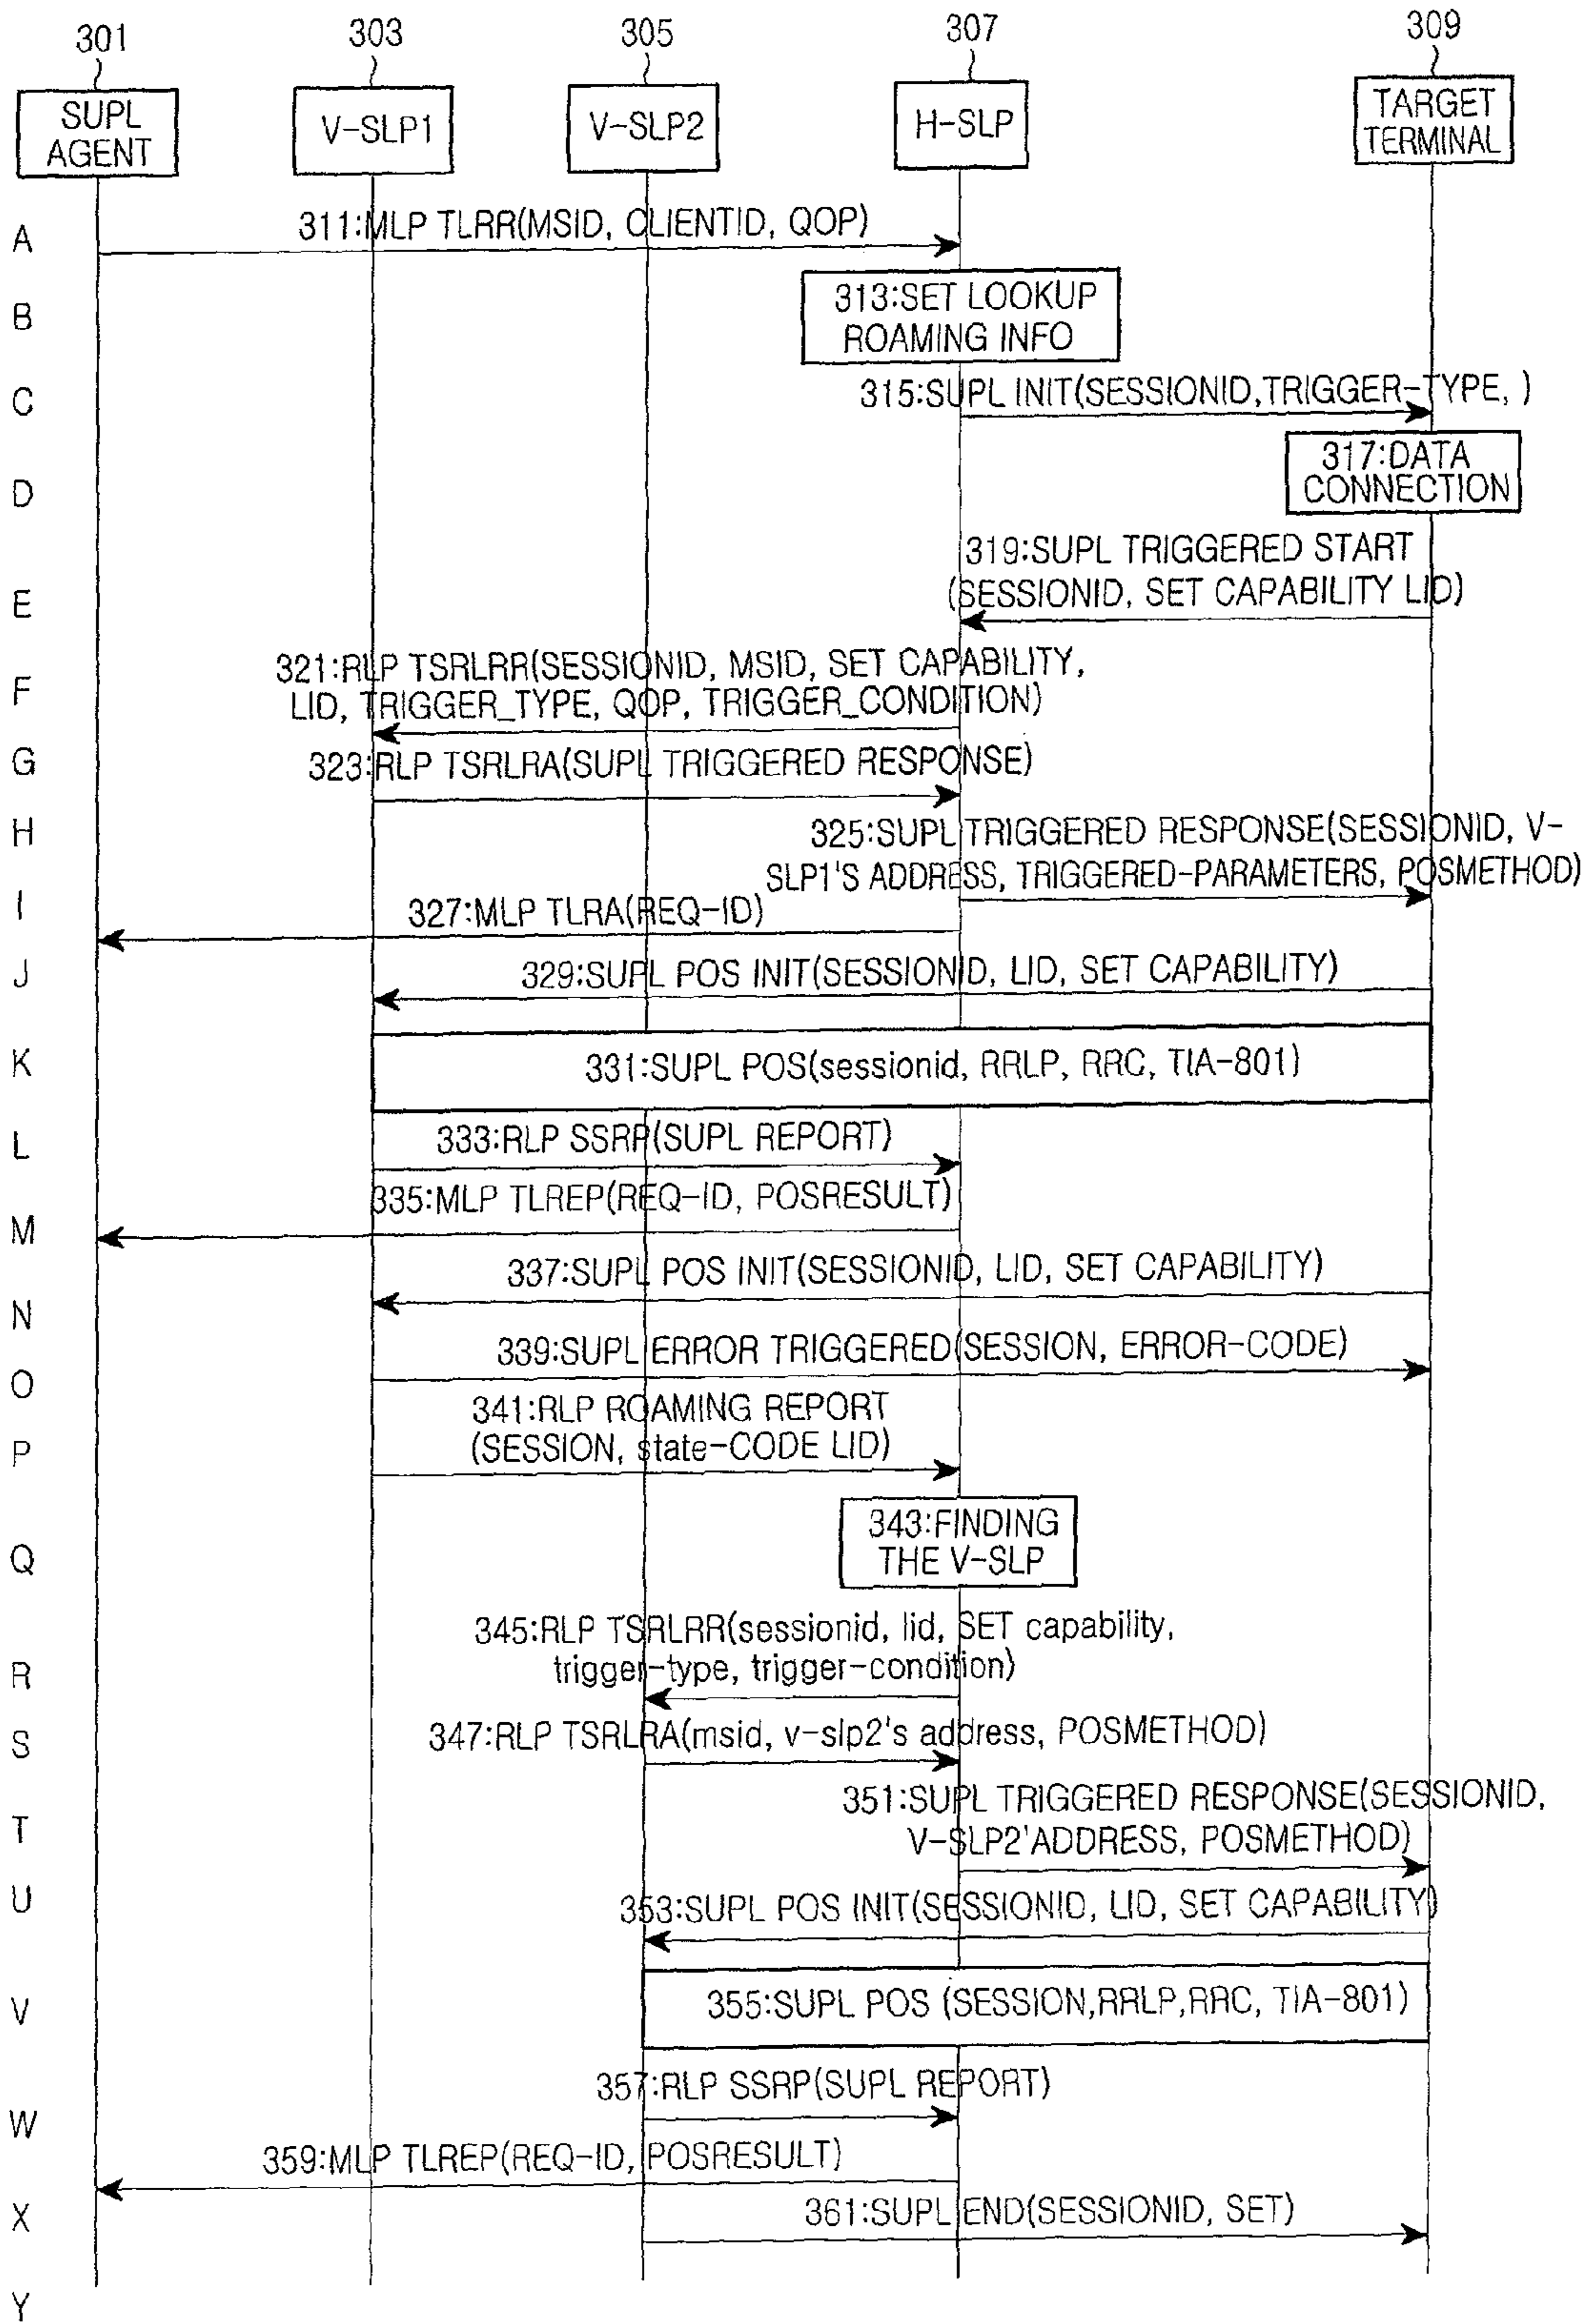 301
303
305
307
309
SUPL
AGENT
V-SLP1
V-SLP2
H-SLP
TARGET
TERMINAL
A
311:MLP TLRR(MSID, CLIENTID, QOP)
B
313:SET LOOKUP
ROAMING INFO
C
315:SUPL INIT(SESSIONID,TRIGGER-TYPE, )
D
317:DATA
CONNECTION
319:SUPL TRIGGERED START
E
(SESSIONID, SET CAPABILITY LID)
321:RLP TSRLRR(SESSIONID, MSID, SET CAPABILITY,
F
LID, TRIGGER_TYPE, QOP, TRIGGER_CONDITION)
G
323:RLP TSRLRA(SUPL TRIGGERED RESPONSE)
H
325:SUPL TRIGGERED RESPONSE(SESSIONID, V-
SLP1'S ADDRESS, TRIGGERED-PARAMETERS, POSMETHOD)
I
327:MLP TLRA(REQ-ID)
J
329:SUPL POS INIT(SESSIONID, LID, SET CAPABILITY)
K
331:SUPL POS(sessionid, RRLP, RRC, TIA-801)
L
333:RLP SSRP(SUPL REPORT)
335:MLP TLREP(REQ-ID, POSRESULT)
M
337:SUPL POS INIT(SESSIONID, LID, SET CAPABILITY)
N
339:SUPL ERROR TRIGGERED(SESSION, ERROR-CODE)
O
341:RLP ROAMING REPORT
P
(SESSION, state-CODE LID)
343:FINDING
Q
THE V-SLP
345:RLP TSRLRR(sessionid, lid, SET capability,
R
trigger-type, trigger-condition)
S
347:RLP TSRLRA(msid, v-slp2's address, POSMETHOD)
351:SUPL TRIGGERED RESPONSE(SESSIONID,
T
V-SLP2'ADDRESS, POSMETHOD)
U
353:SUPL POS INIT(SESSIONID, LID, SET CAPABILITY)
V
355:SUPL POS (SESSION,RRLP,RRC, TIA-801)
357:RLP SSRP(SUPL REPORT)
W
359:MLP TLREP(REQ-ID, POSRESULT)
X
361:SUPL END(SESSIONID, SET)
Y